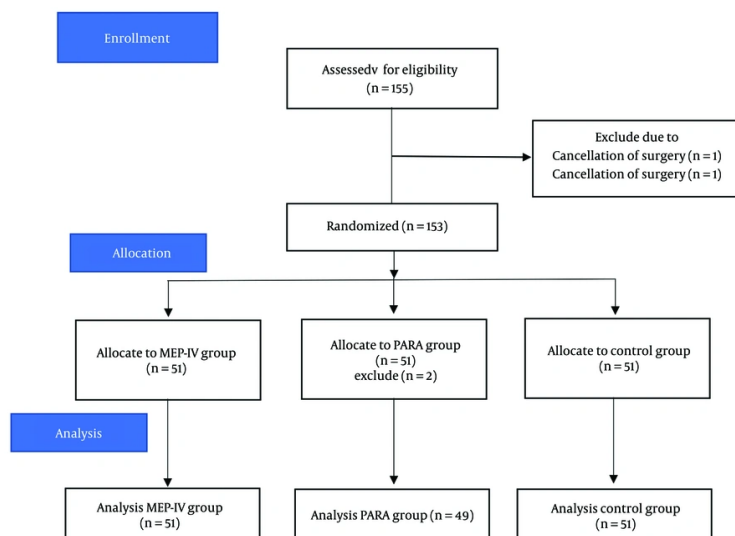 Enrollment
Assessedv for eligibility
(n = 155)
Exclude due to
Cancellation of surgery (n = 1)
Cancellation of surgery (n = 1)
Randomized (n = 153)
Allocation
Allocate to MEP-IV group
(n = 51)
Allocate to PARA group
(n = 51)
exclude (n = 2)
Allocate to control group
(n = 51)
Analysis
Analysis MEP-IV group
(n = 51)
Analysis PARA group (n = 49)
Analysis control group
(n = 51)